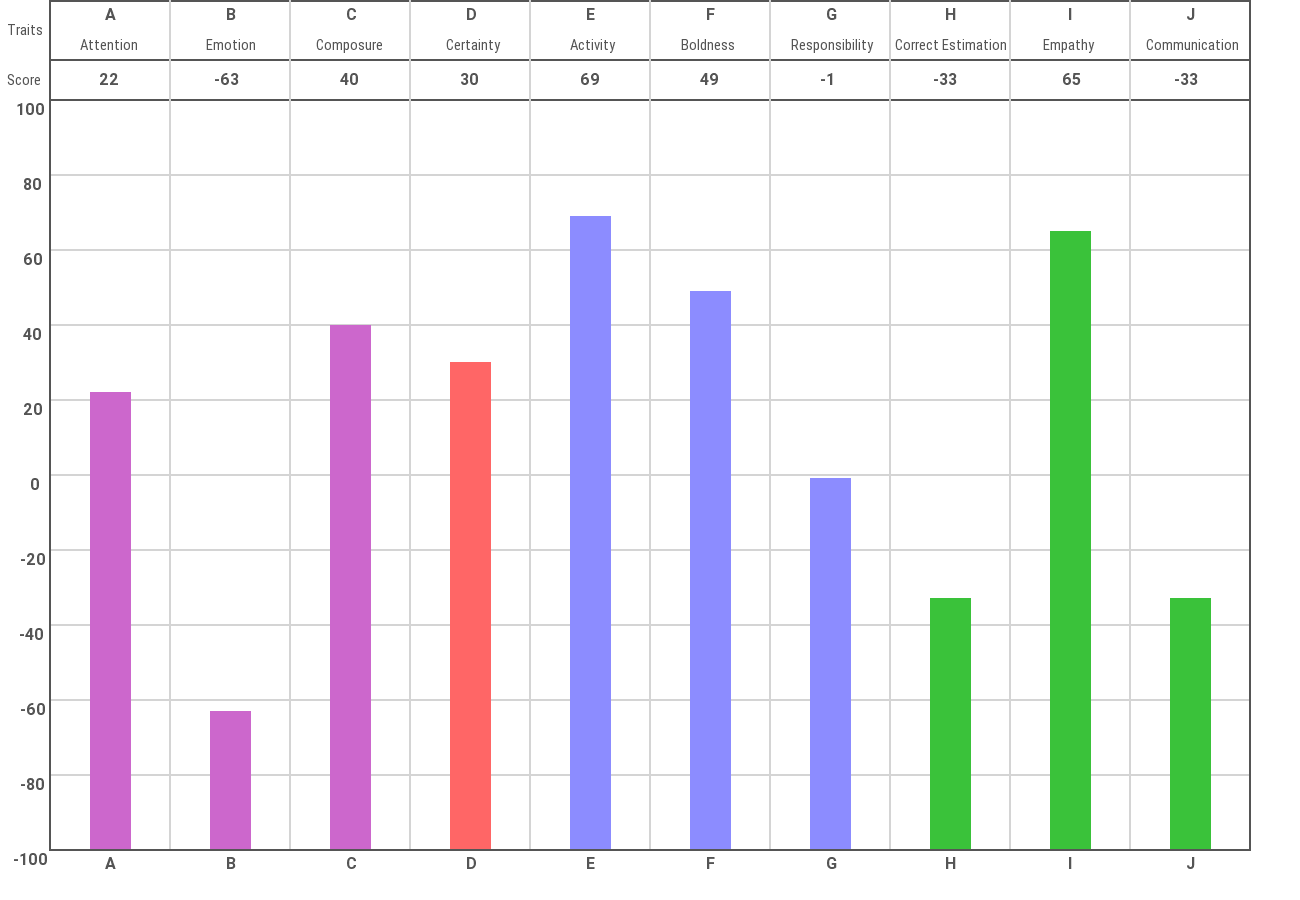 A B C D E F G H I J
Traits
Attention Emotion Composure Certainty Activity Boldness Responsibility Correct Estimation Empathy Communication
Score 22 -63 40 30 69 49 -1 -33 65 -33
100
80
60
40
20
0
-20
-40
-60
-80
-100
A B C D E F G H I J